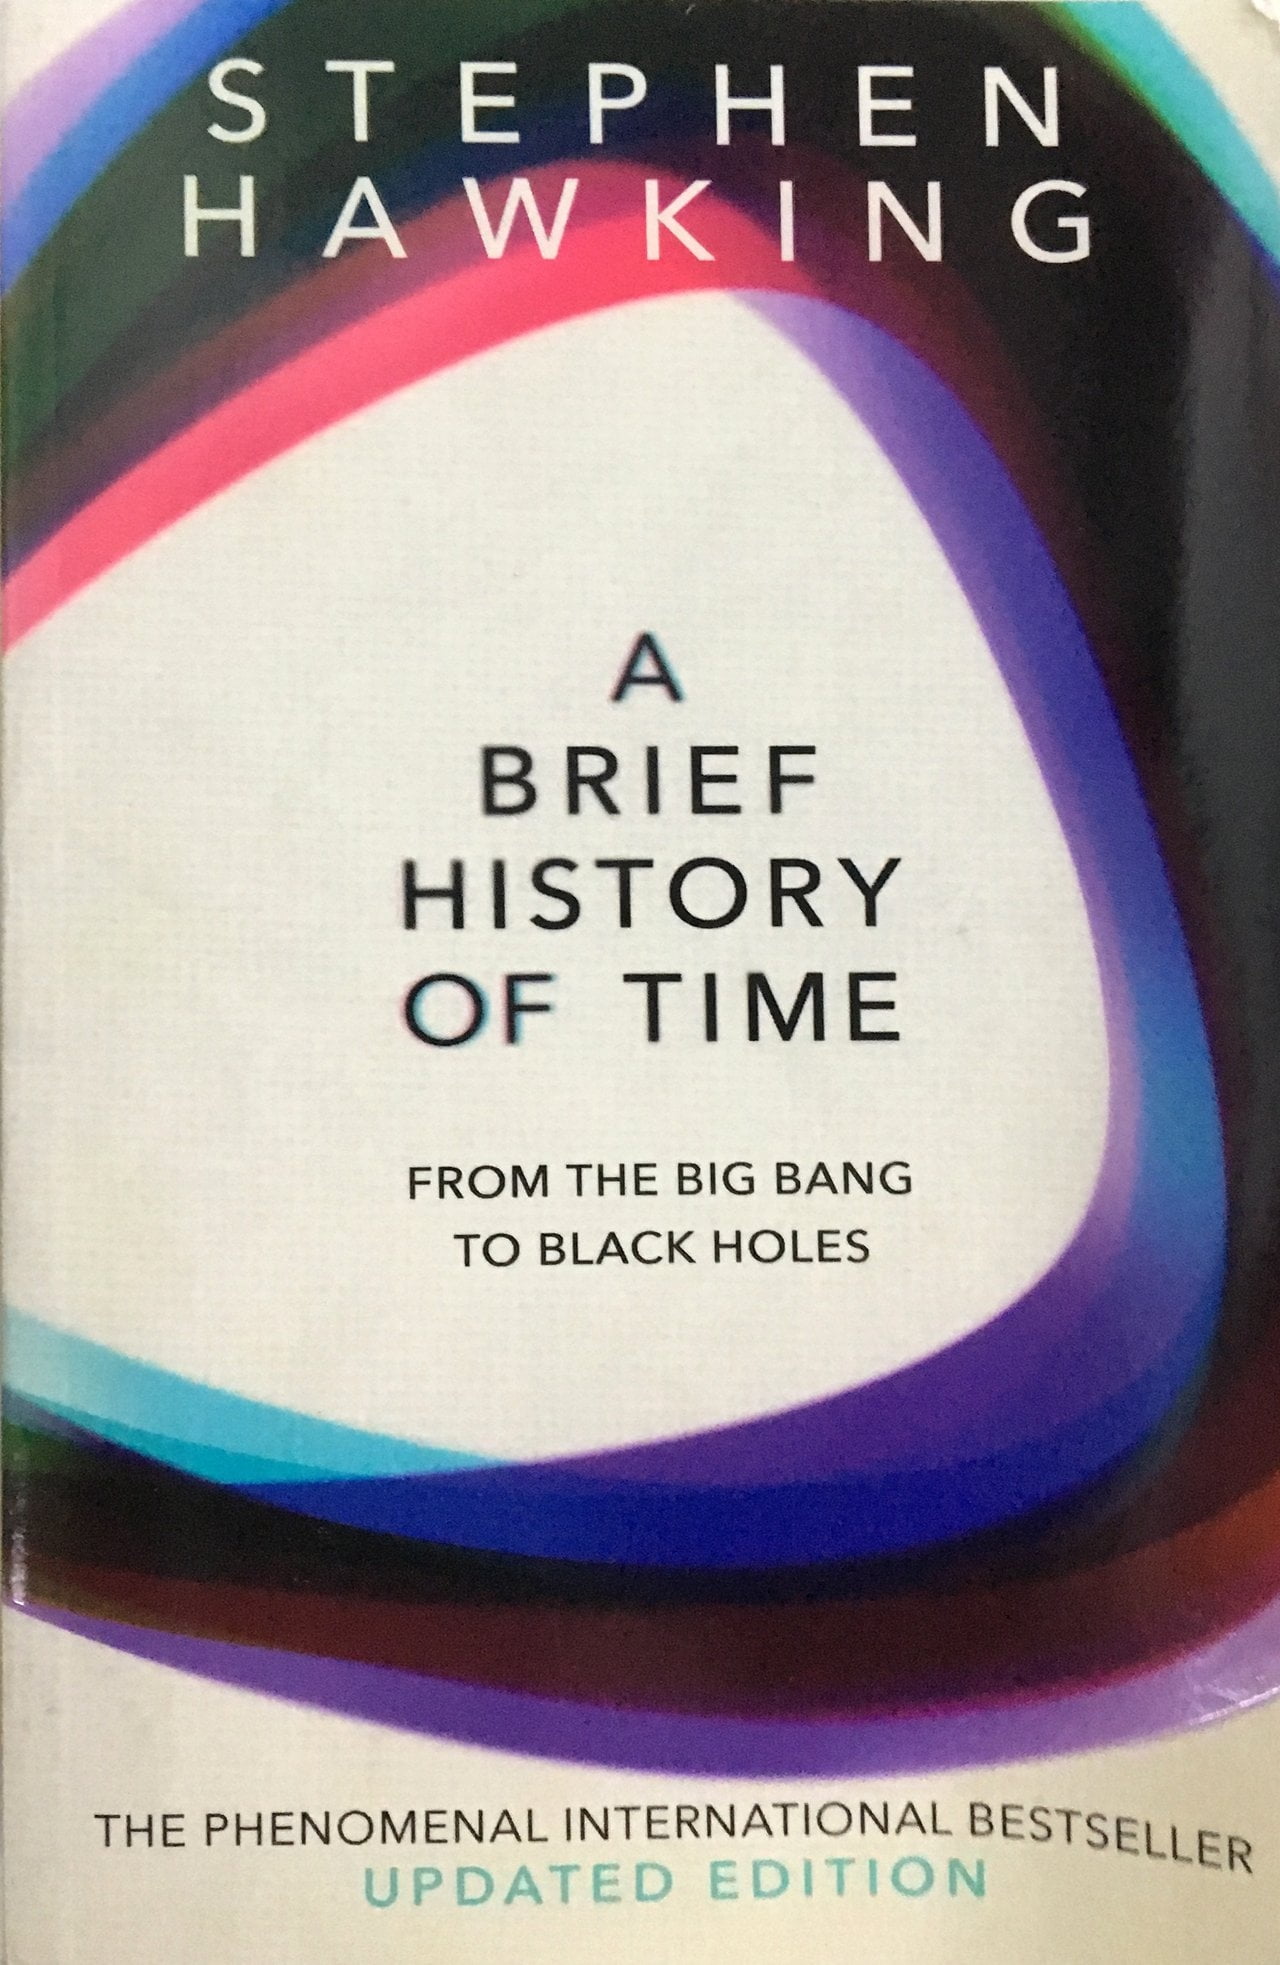 STEPHEN
HAWKING
A
BRIEF
HISTORY
OF TIME
FROM THE BIG BANG
TO BLACK HOLES
THE PHENOMENAL INTERNATIONAL BESTSELLER
UPDATED EDITION